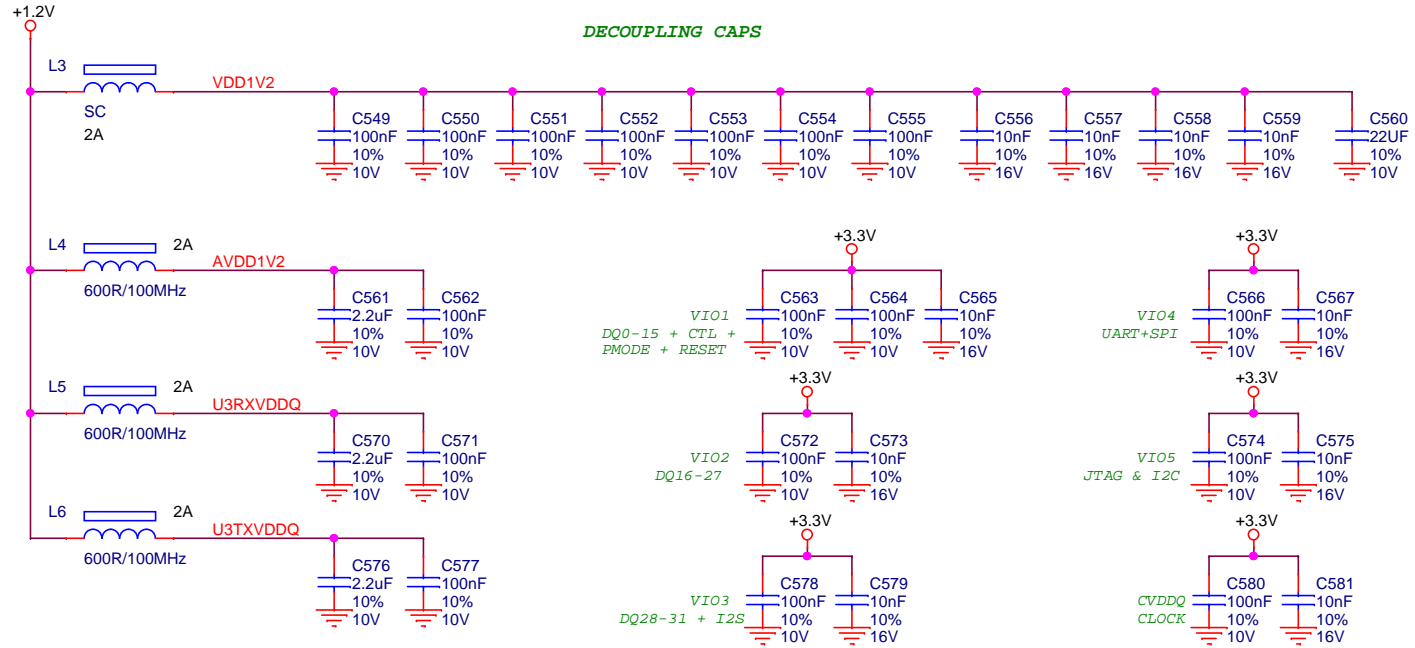 +1.2V
DECOUPLING CAPS
L3
VDD1V2
SC
2A
C549
100nF
10%
10V
C550
100nF
10%
10V
C551
100nF
10%
10V
C552
100nF
10%
10V
C553
100nF
10%
10V
C554
100nF
10%
10V
C555
100nF
10%
10V
C556
10nF
10%
16V
C557
10nF
10%
16V
C558
10nF
10%
16V
C559
10nF
10%
16V
C560
22UF
10%
10V
L4
2A
AVDD1V2
600R/100MHz
C561
2.2uF
10%
10V
C562
100nF
10%
10V
+3.3V
VIO1
DQ0-15 + CTL +
PMODE + RESET
C563
100nF
10%
10V
C564
100nF
10%
10V
C565
10nF
10%
16V
+3.3V
VIO4
UART+SPI
C566
100nF
10%
10V
C567
10nF
10%
16V
L5
2A
U3RXVDDQ
600R/100MHz
C570
2.2uF
10%
10V
C571
100nF
10%
10V
+3.3V
VIO2
DQ16-27
C572
100nF
10%
10V
C573
10nF
10%
16V
+3.3V
VIO5
JTAG & I2C
C574
100nF
10%
10V
C575
10nF
10%
16V
L6
2A
U3TXVDDQ
600R/100MHz
C576
2.2uF
10%
10V
C577
100nF
10%
10V
+3.3V
VIO3
DQ28-31 + I2S
C578
100nF
10%
10V
C579
10nF
10%
16V
+3.3V
CVDDQ
CLOCK
C580
100nF
10%
10V
C581
10nF
10%
16V